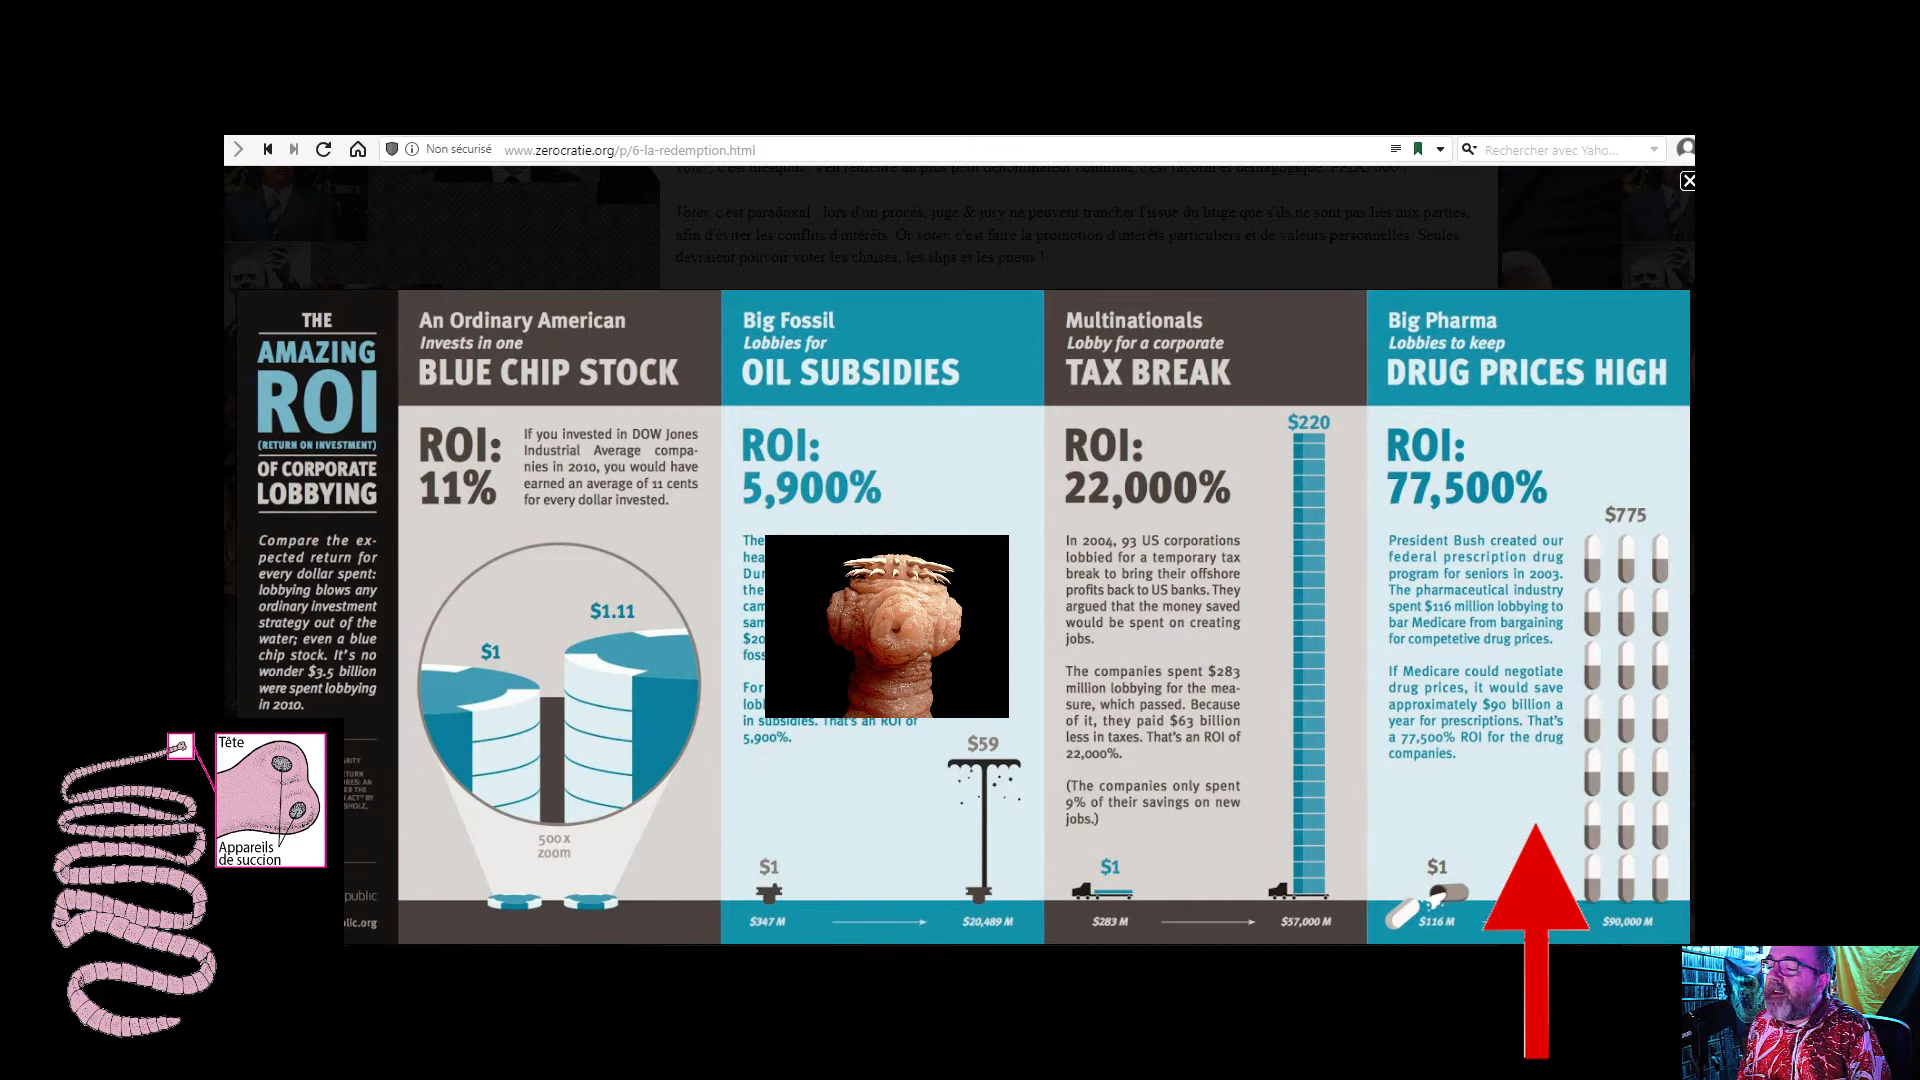 Non sécurisé
www.zerocratie.org/p/6-la-redemption.html
Rechercher avec Yaho...
Voter, c'est paradoxal : lors d'un procès, juge & jury ne peuvent trancher l'issue du litige que s'ils ne sont pas liés aux parties,
afin d'éviter les conflits d'intérêts. Or voter, c'est faire la promotion d'intérêts particuliers et de valeurs personnelles. Seules
devraient pouvoir voter les chaises, les slips et les pneus !
THE
AMAZING
ROI
(RETURN ON INVESTMENT)
OF CORPORATE
LOBBYING
Compare the ex-
pected return for
every dollar spent:
lobbying blows any
ordinary investment
strategy out of the
water; even a blue
chip stock. It's no
wonder $3.5 billion
were spent lobbying
in 2010.
public
lic.org
An Ordinary American
Invests in one
BLUE CHIP STOCK
ROI:
11%
If you invested in DOW Jones
Industrial Average compa-
nies in 2010, you would have
earned an average of 11 cents
for every dollar invested.
$1
$1.11
500 x
zoom
Big Fossil
Lobbies for
OIL SUBSIDIES
ROI:
5,900%
The
hea
Dur
the
cam
sam
$20
foss
For
lobb
in subsidies. That's an ROI of
5,900%.
$59
$1
$347 M
$20,489 M
Multinationals
Lobby for a corporate
TAX BREAK
ROI:
22,000%
$220
In 2004, 93 US corporations
lobbied for a temporary tax
break to bring their offshore
profits back to US banks. They
argued that the money saved
would be spent on creating
jobs.
The companies spent $283
million lobbying for the mea-
sure, which passed. Because
of it, they paid $63 billion
less in taxes. That's an ROI of
22,000%.
(The companies only spent
9% of their savings on new
jobs.)
$1
$283 M
$57,000 M
Big Pharma
Lobbies to keep
DRUG PRICES HIGH
ROI:
77,500%
$775
President Bush created our
federal prescription drug
program for seniors in 2003.
The pharmaceutical industry
spent $116 million lobbying to
bar Medicare from bargaining
for competetive drug prices.
If Medicare could negotiate
drug prices, it would save
approximately $90 billion a
year for prescriptions. That's
a 77,500% ROI for the drug
companies.
$1
$116 M
$90,000 M
Tête
Appareils
de succion